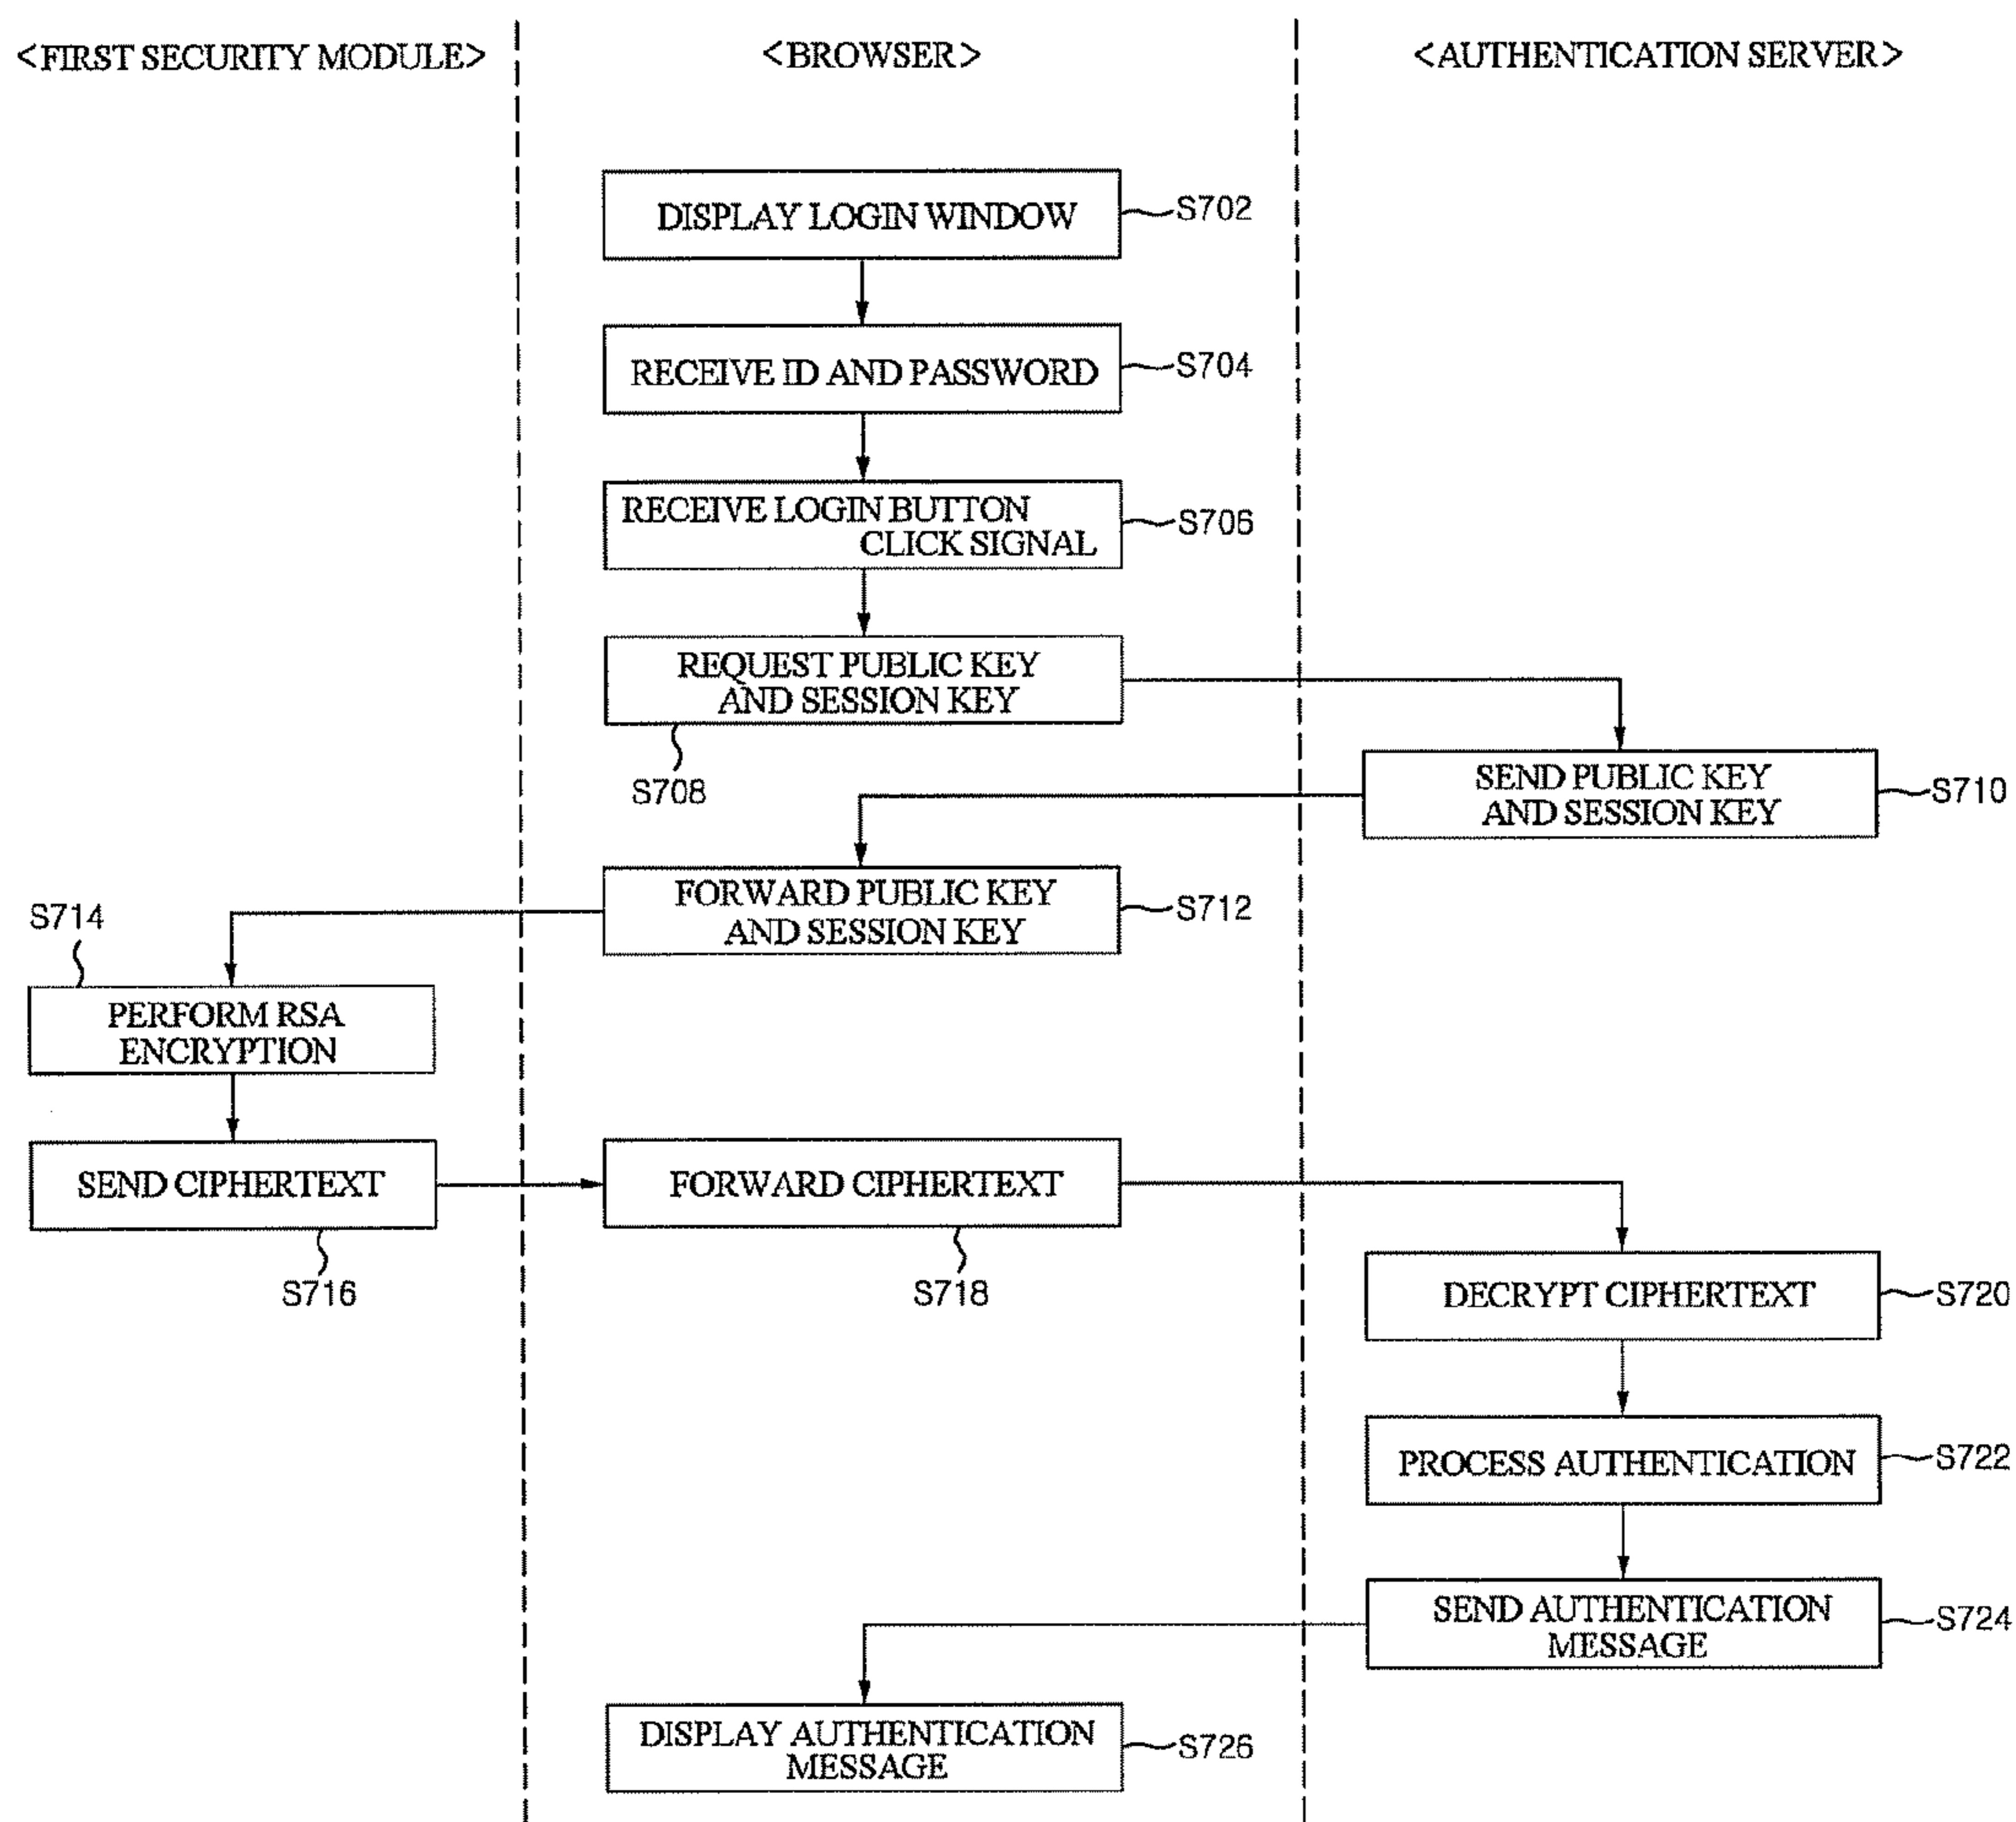 <FIRST SECURITY MODULE>
<BROWSER>
<AUTHENTICATION SERVER>
DISPLAY LOGIN WINDOW
S702
RECEIVE ID AND PASSWORD
S704
RECEIVE LOGIN BUTTON
CLICK SIGNAL
S706
REQUEST PUBLIC KEY
AND SESSION KEY
S708
SEND PUBLIC KEY
AND SESSION KEY
S710
FORWARD PUBLIC KEY
AND SESSION KEY
S712
S714
PERFORM RSA
ENCRYPTION
SEND CIPHERTEXT
S716
FORWARD CIPHERTEXT
S718
DECRYPT CIPHERTEXT
S720
PROCESS AUTHENTICATION
S722
SEND AUTHENTICATION
MESSAGE
S724
DISPLAY AUTHENTICATION
MESSAGE
S726